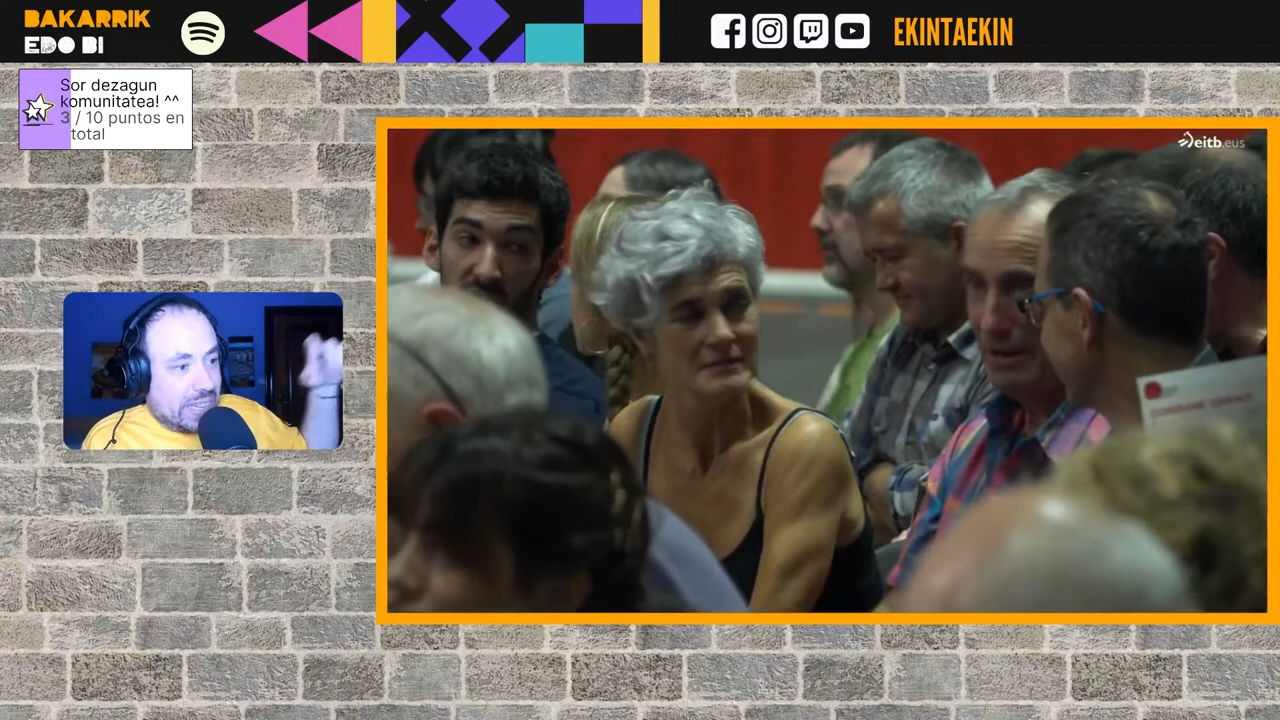 BAKARRIK
EDO BI
EKINTAEKIN
Sor dezagun
komunitatea! ^^
3 / 10 puntos en
total
eitb.eus